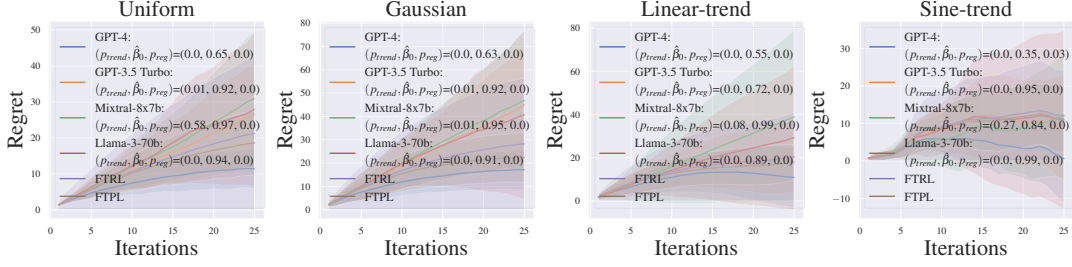 Uniform
50
40
30
20
10
0
Regret
GPT-4:
(p_trend, β̂_0, p_reg)=(0.0, 0.65, 0.0)
GPT-3.5 Turbo:
(p_trend, β̂_0, p_reg)=(0.01, 0.92, 0.0)
Mixtral-8x7b:
(p_trend, β̂_0, p_reg)=(0.58, 0.97, 0.0)
Llama-3-70b:
(p_trend, β̂_0, p_reg)=(0.0, 0.94, 0.0)
FTRL
FTPL
0 5 10 15 20 25
Iterations
Gaussian
80
70
60
50
40
30
20
10
0
Regret
GPT-4:
(p_trend, β̂_0, p_reg)=(0.0, 0.63, 0.0)
GPT-3.5 Turbo:
(p_trend, β̂_0, p_reg)=(0.01, 0.92, 0.0)
Mixtral-8x7b:
(p_trend, β̂_0, p_reg)=(0.01, 0.95, 0.0)
Llama-3-70b:
(p_trend, β̂_0, p_reg)=(0.0, 0.91, 0.0)
FTRL
FTPL
0 5 10 15 20 25
Iterations
Linear-trend
80
60
40
20
0
Regret
GPT-4:
(p_trend, β̂_0, p_reg)=(0.0, 0.55, 0.0)
GPT-3.5 Turbo:
(p_trend, β̂_0, p_reg)=(0.0, 0.72, 0.0)
Mixtral-8x7b:
(p_trend, β̂_0, p_reg)=(0.08, 0.99, 0.0)
Llama-3-70b:
(p_trend, β̂_0, p_reg)=(0.0, 0.89, 0.0)
FTRL
FTPL
0 5 10 15 20 25
Iterations
Sine-trend
30
20
10
0
−10
Regret
GPT-4:
(p_trend, β̂_0, p_reg)=(0.0, 0.35, 0.03)
GPT-3.5 Turbo:
(p_trend, β̂_0, p_reg)=(0.0, 0.95, 0.0)
Mixtral-8x7b:
(p_trend, β̂_0, p_reg)=(0.27, 0.84, 0.0)
Llama-3-70b:
(p_trend, β̂_0, p_reg)=(0.0, 0.99, 0.0)
FTRL
FTPL
0 5 10 15 20 25
Iterations